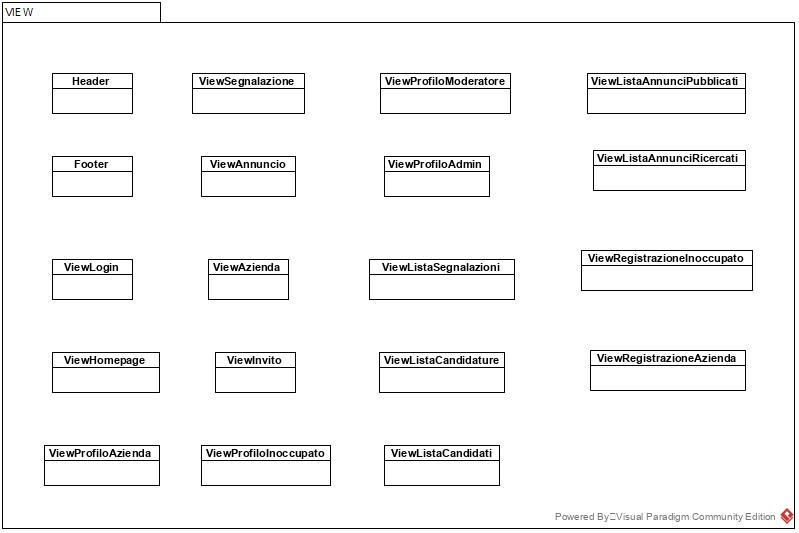 VIEW
Header
ViewSegnalazione
ViewProfiloModeratore
ViewListaAnnunciPubblicati
Footer
ViewAnnuncio
ViewProfiloAdmin
ViewListaAnnunciRicercati
ViewLogin
ViewAzienda
ViewListaSegnalazioni
ViewRegistrazioneInoccupato
ViewHomepage
ViewInvito
ViewListaCandidature
ViewRegistrazioneAzienda
ViewProfiloAzienda
ViewProfiloInoccupato
ViewListaCandidati
Powered By Visual Paradigm Community Edition